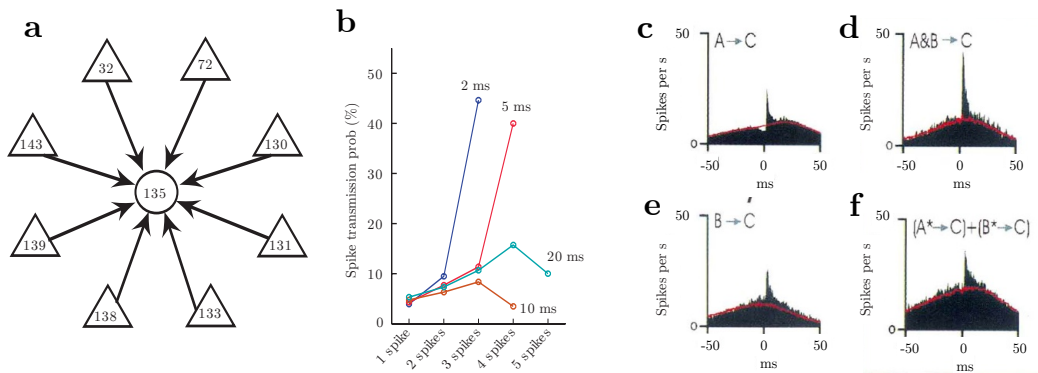 a
32
72
143
130
135
139
131
138
133
b
Spike transmission prob (%)
50
40
30
20
10
0
2 ms
5 ms
20 ms
10 ms
1 spike
2 spikes
3 spikes
4 spikes
5 spikes
c
A→C
Spikes per s
50
0
-50 0 50
ms
d
A&B→C
Spikes per s
50
0
-50 0 50
ms
e
B→C
Spikes per s
50
0
-50 0 50
ms
f
(A*→C)+(B*→C)
Spikes per s
50
0
-50 0 50
ms